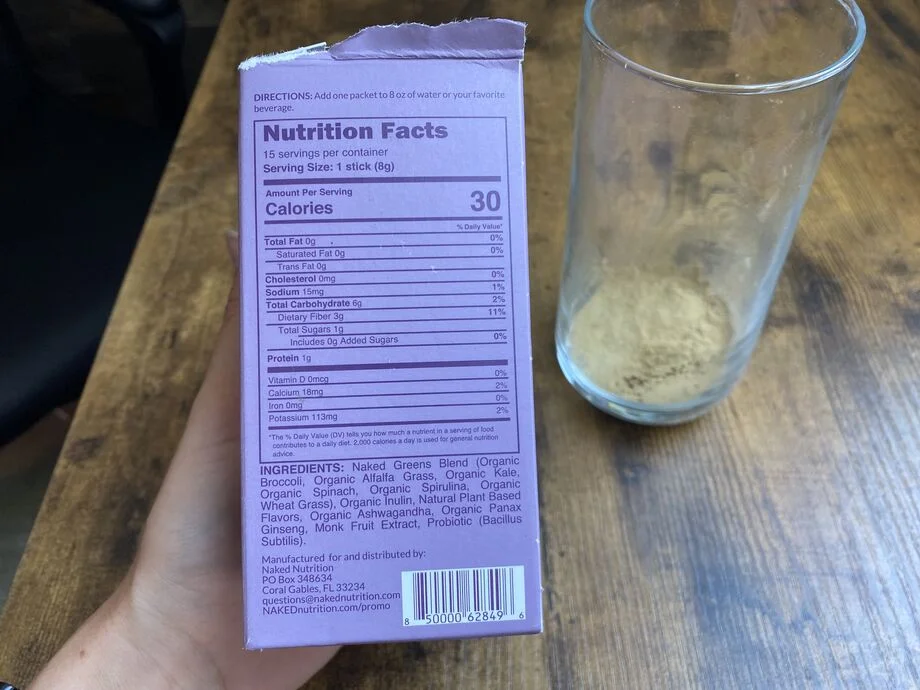 DIRECTIONS: Add one packet to 8 oz of water or your favorite
beverage.
Nutrition Facts
15 servings per container
Serving Size: 1 stick (8g)
Amount Per Serving
Calories 30
% Daily Value*
Total Fat 0g 0%
Saturated Fat 0g 0%
Trans Fat 0g
Cholesterol 0mg 0%
Sodium 15mg 1%
Total Carbohydrate 6g 2%
Dietary Fiber 3g 11%
Total Sugars 1g
Includes 0g Added Sugars 0%
Protein 1g
Vitamin D 0mcg 0%
Calcium 18mg 2%
Iron 0mg 0%
Potassium 113mg 2%
*The % Daily Value (DV) tells you how much a nutrient in a serving of food
contributes to a daily diet. 2,000 calories a day is used for general nutrition
advice.
INGREDIENTS: Naked Greens Blend (Organic
Broccoli, Organic Alfalfa Grass, Organic Kale,
Organic Spinach, Organic Spirulina, Organic
Wheat Grass), Organic Inulin, Natural Plant Based
Flavors, Organic Ashwagandha, Organic Panax
Ginseng, Monk Fruit Extract, Probiotic (Bacillus
Subtilis).
Manufactured for and distributed by:
Naked Nutrition
PO Box 348634
Coral Gables, FL 33234
questions@nakednutrition.com
NAKEDnutrition.com/promo
8 50000 62849 6